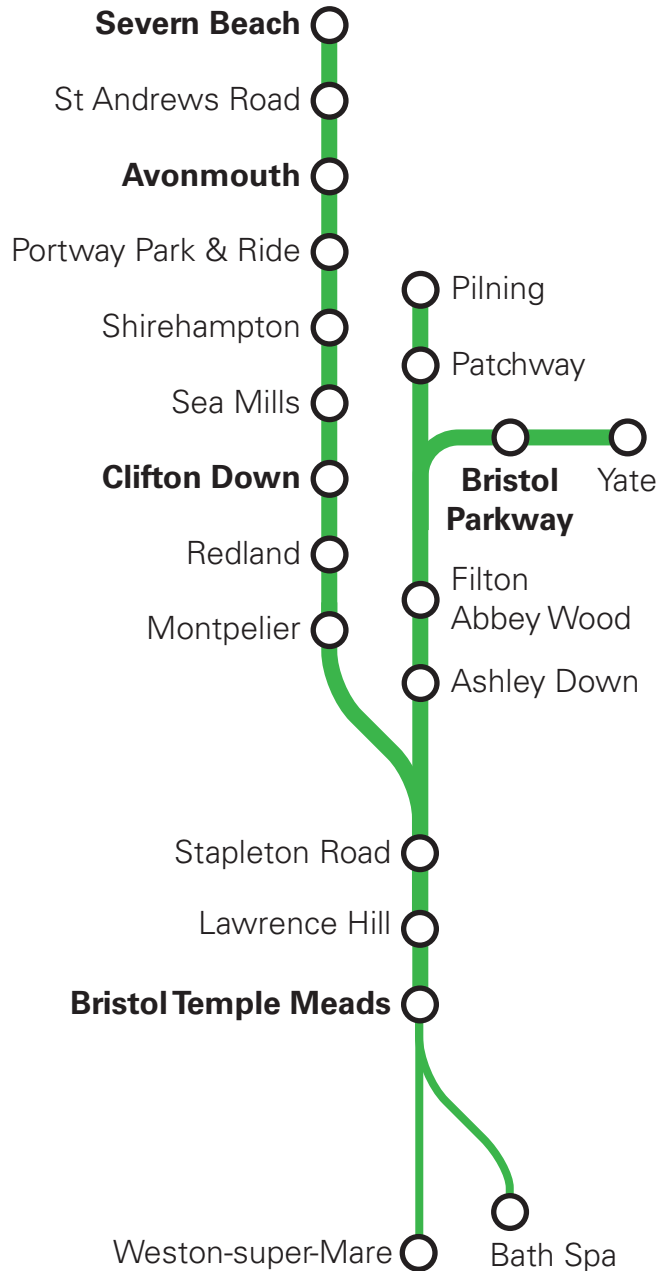 Severn Beach
St Andrews Road
Avonmouth
Portway Park & Ride
Pilning
Shirehampton
Patchway
Sea Mills
Clifton Down
Bristol
Parkway
Yate
Redland
Filton
Abbey Wood
Montpelier
Ashley Down
Stapleton Road
Lawrence Hill
Bristol Temple Meads
Weston-super-Mare
Bath Spa